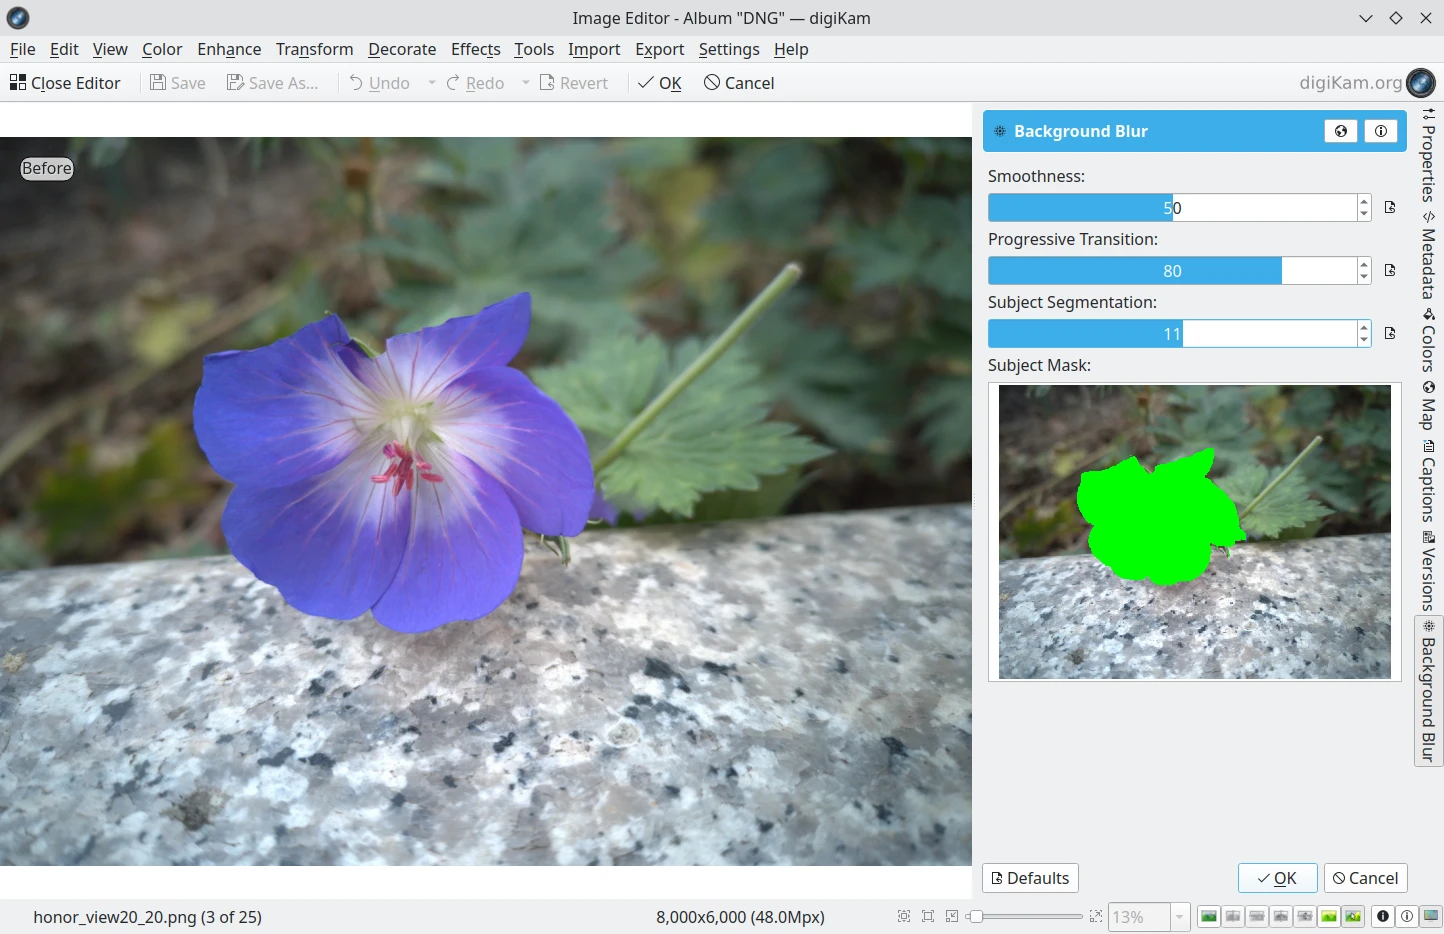 Image Editor - Album "DNG" — digiKam
File Edit View Color Enhance Transform Decorate Effects Tools Import Export Settings Help
Close Editor Save Save As... Undo Redo Revert OK Cancel digiKam.org
Before
Background Blur
Smoothness:
50
Progressive Transition:
80
Subject Segmentation:
11
Subject Mask:
Properties
Metadata
Colors
Map
Captions
Versions
Background Blur
Defaults OK Cancel
honor_view20_20.png (3 of 25) 8,000x6,000 (48.0Mpx) 13%